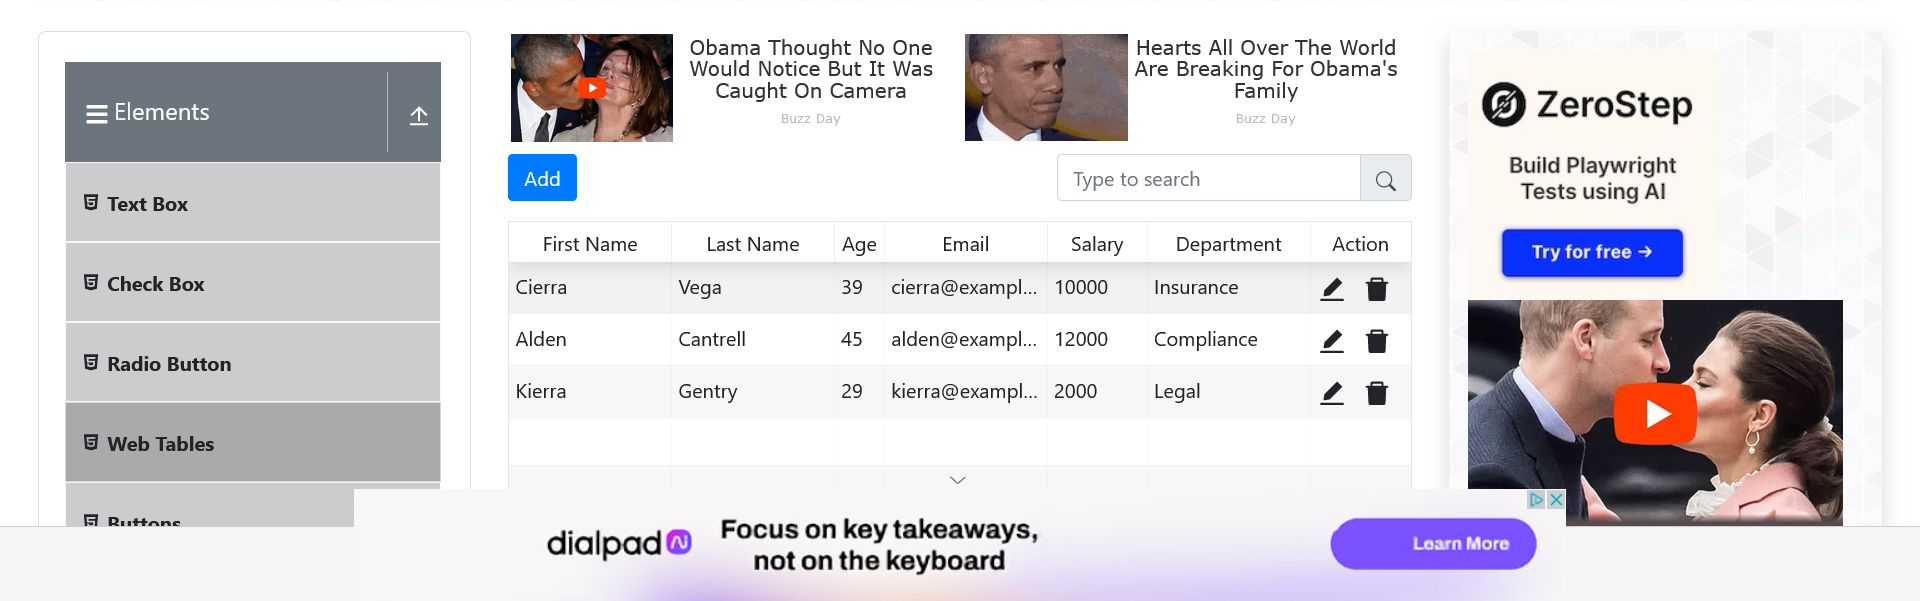 Elements
Text Box
Check Box
Radio Button
Web Tables
Buttons
Obama Thought No One
Would Notice But It Was
Caught On Camera
Buzz Day
Hearts All Over The World
Are Breaking For Obama's
Family
Buzz Day
Add
Type to search
First Name Last Name Age Email Salary Department Action
Cierra Vega 39 cierra@exampl... 10000 Insurance
Alden Cantrell 45 alden@exampl... 12000 Compliance
Kierra Gentry 29 kierra@exampl... 2000 Legal
ZeroStep
Build Playwright
Tests using AI
Try for free →
dialpad Ai
Focus on key takeaways,
not on the keyboard
Learn More